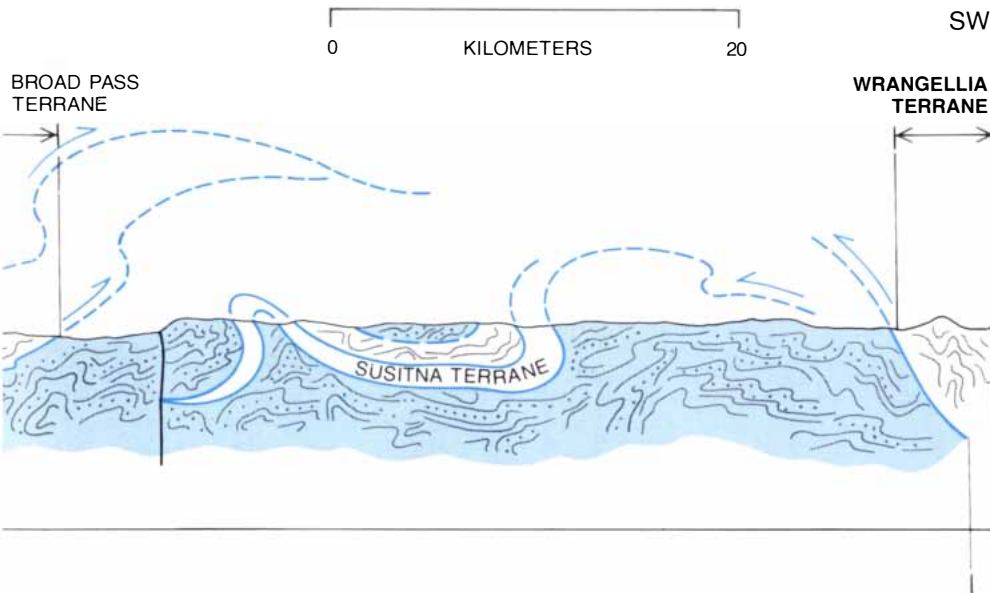 SW
0 KILOMETERS 20
BROAD PASS
TERRANE
WRANGELLIA
TERRANE
SUSITNA TERRANE